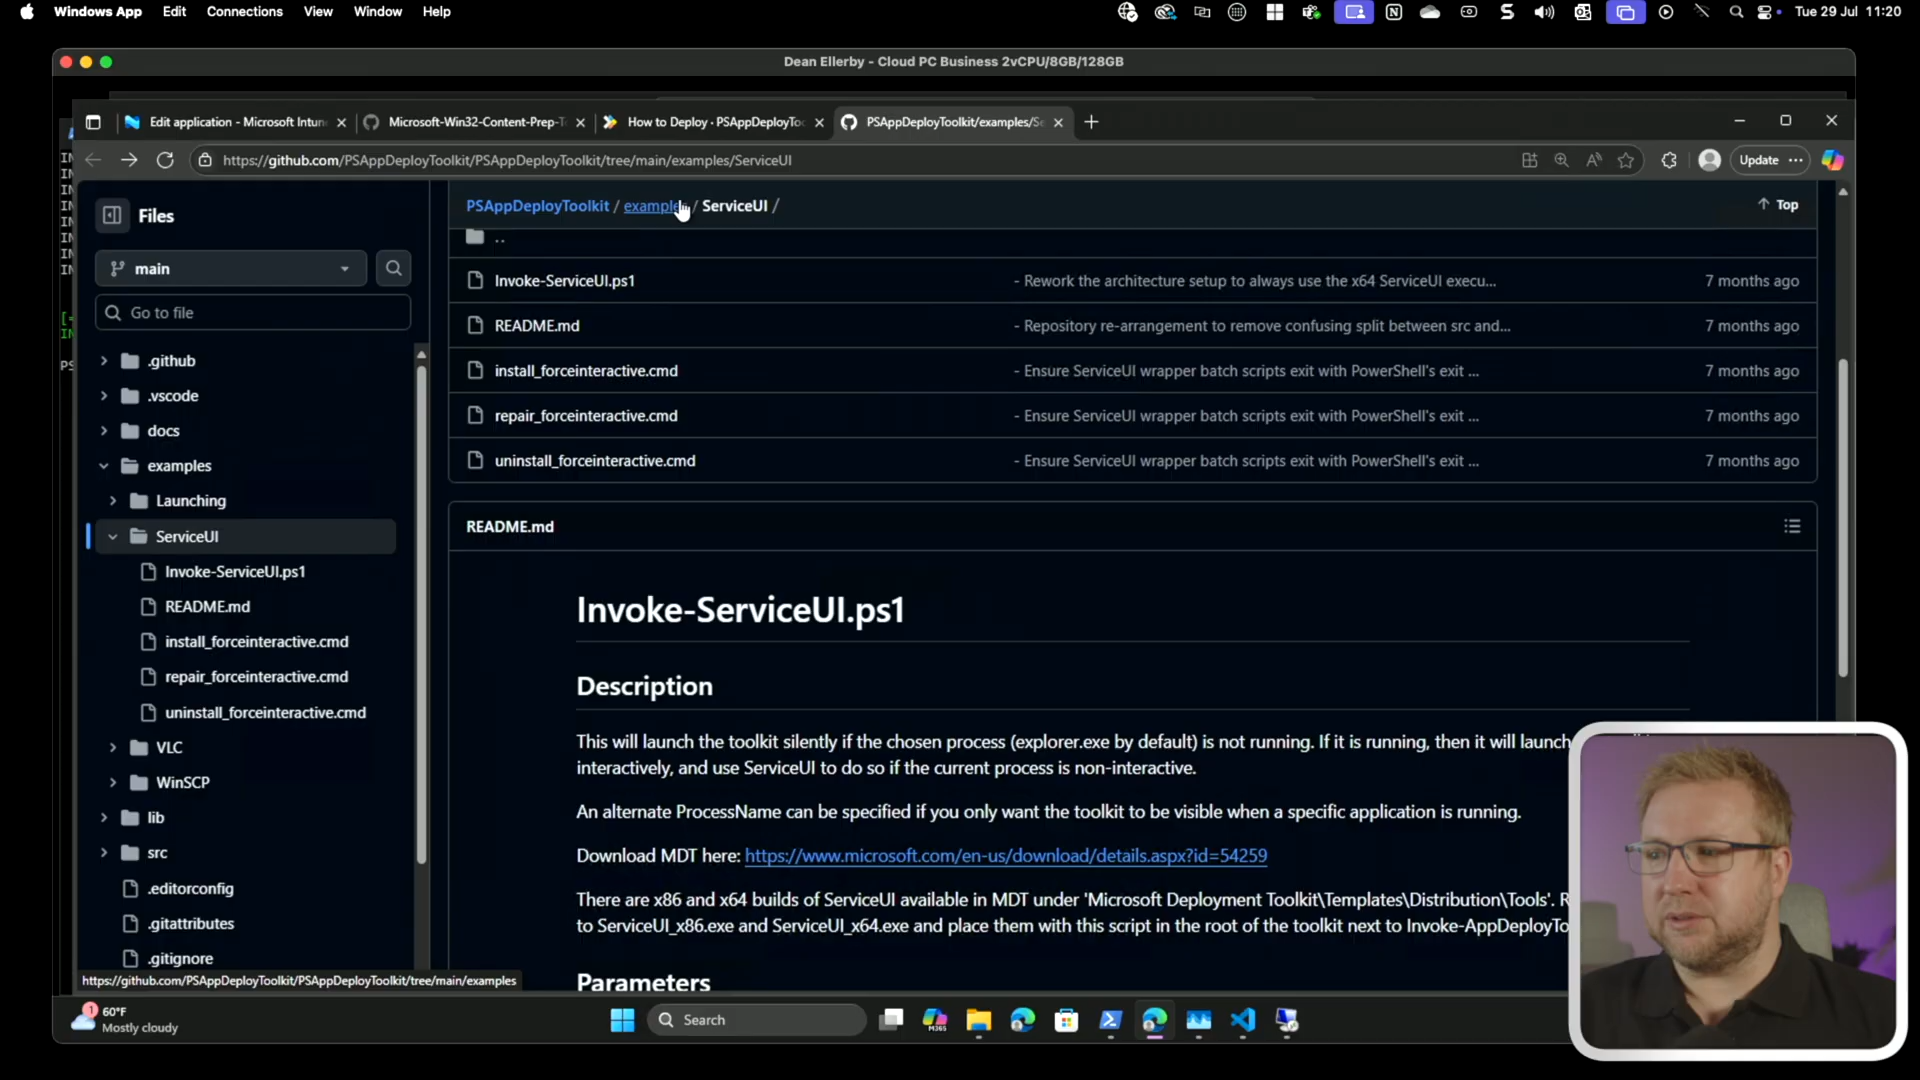 Windows App Edit Connections View Window Help
Tue 29 Jul 11:20
Dean Ellerby - Cloud PC Business 2vCPU/8GB/128GB
Edit application - Microsoft Intun
Microsoft-Win32-Content-Prep-T
How to Deploy · PSAppDeployTo
PSAppDeployToolkit/examples/Se
https://github.com/PSAppDeployToolkit/PSAppDeployToolkit/tree/main/examples/ServiceUI
Update
Files
main
Go to file
.github
.vscode
docs
examples
Launching
ServiceUI
Invoke-ServiceUI.ps1
README.md
install_forceinteractive.cmd
repair_forceinteractive.cmd
uninstall_forceinteractive.cmd
VLC
WinSCP
lib
src
.editorconfig
.gitattributes
.gitignore
https://github.com/PSAppDeployToolkit/PSAppDeployToolkit/tree/main/examples
PSAppDeployToolkit / example / ServiceUI /
Top
..
Invoke-ServiceUI.ps1 - Rework the architecture setup to always use the x64 ServiceUI execu... 7 months ago
README.md - Repository re-arrangement to remove confusing split between src and... 7 months ago
install_forceinteractive.cmd - Ensure ServiceUI wrapper batch scripts exit with PowerShell's exit ... 7 months ago
repair_forceinteractive.cmd - Ensure ServiceUI wrapper batch scripts exit with PowerShell's exit ... 7 months ago
uninstall_forceinteractive.cmd - Ensure ServiceUI wrapper batch scripts exit with PowerShell's exit ... 7 months ago
README.md
Invoke-ServiceUI.ps1
Description
This will launch the toolkit silently if the chosen process (explorer.exe by default) is not running. If it is running, then it will launch
interactively, and use ServiceUI to do so if the current process is non-interactive.
An alternate ProcessName can be specified if you only want the toolkit to be visible when a specific application is running.
Download MDT here: https://www.microsoft.com/en-us/download/details.aspx?id=54259
There are x86 and x64 builds of ServiceUI available in MDT under 'Microsoft Deployment Toolkit\Templates\Distribution\Tools'. R
to ServiceUI_x86.exe and ServiceUI_x64.exe and place them with this script in the root of the toolkit next to Invoke-AppDeployTo
Parameters
1
60°F
Mostly cloudy
Search
M365